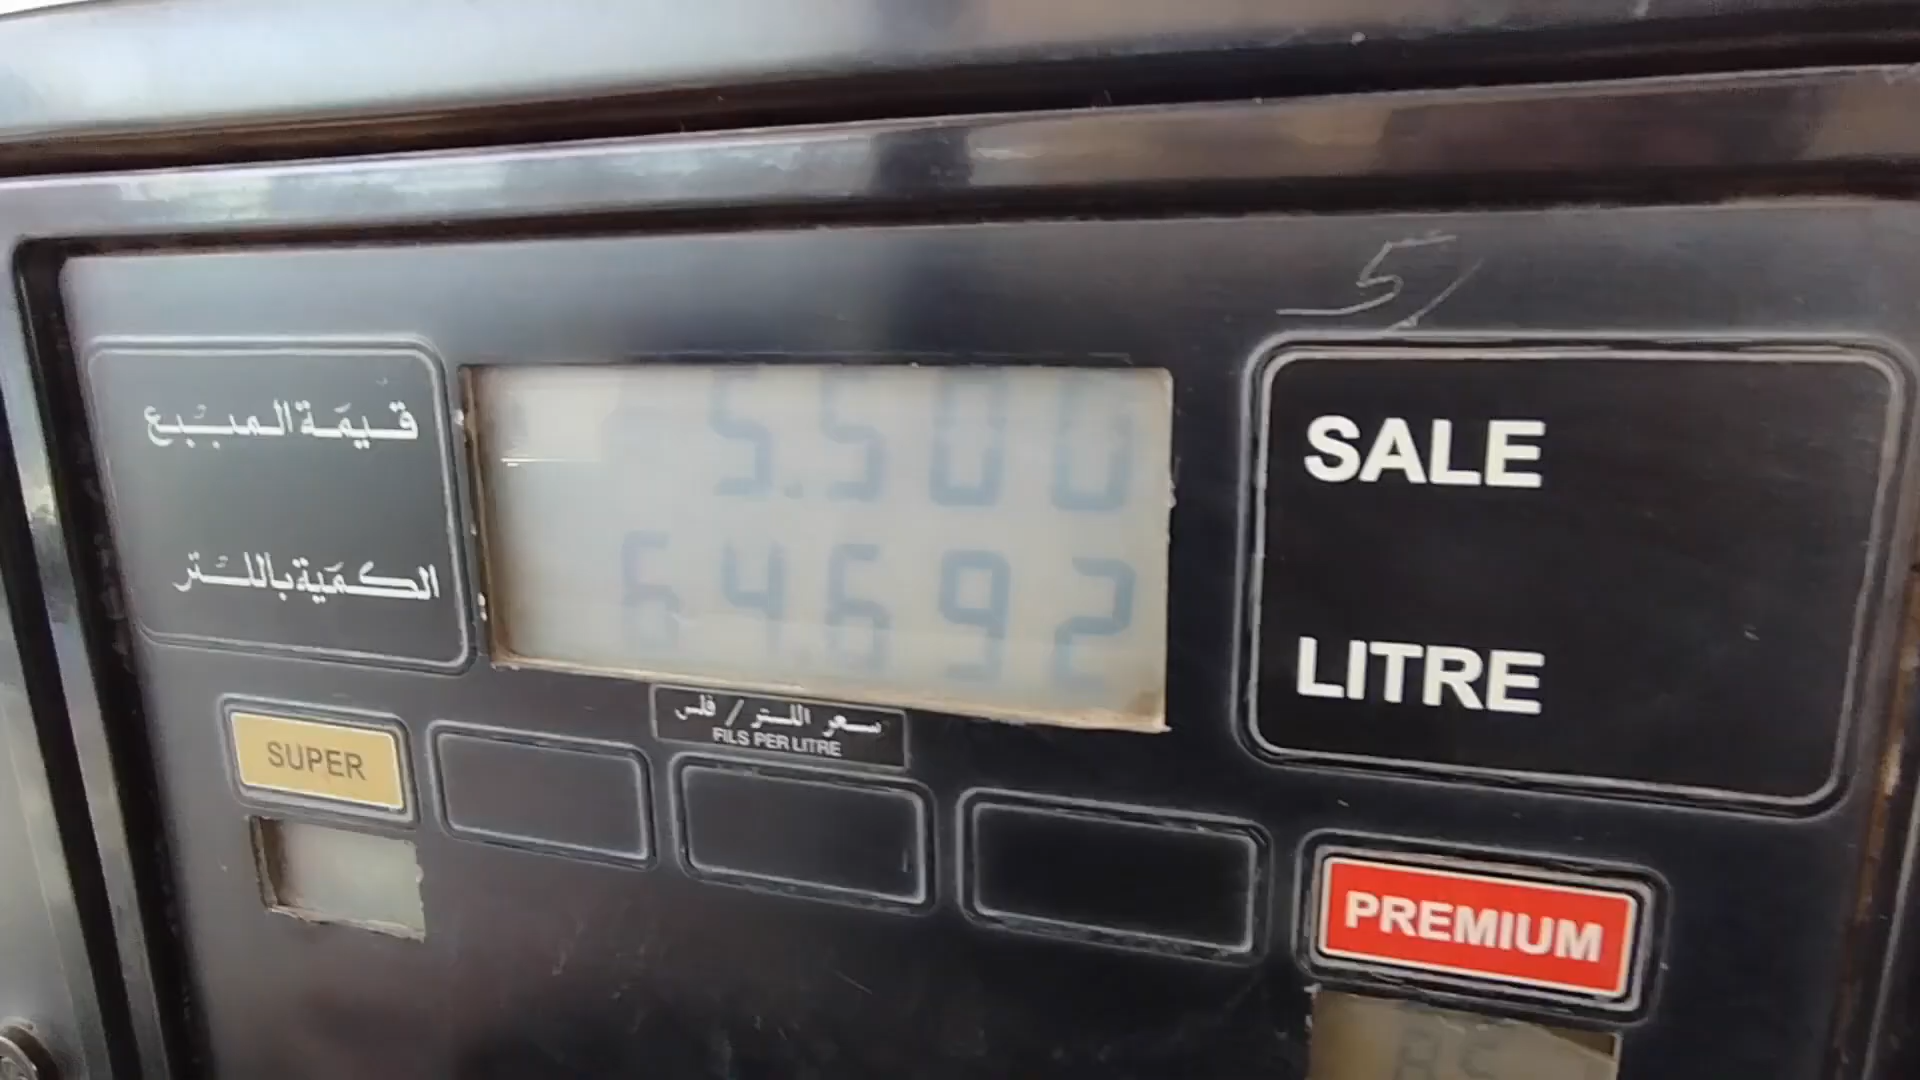 5
قيمة المبيع
5.500
SALE
الكمية باللتر
64.692
LITRE
سعر اللتر / فلس
FILS PER LITRE
SUPER
PREMIUM
85